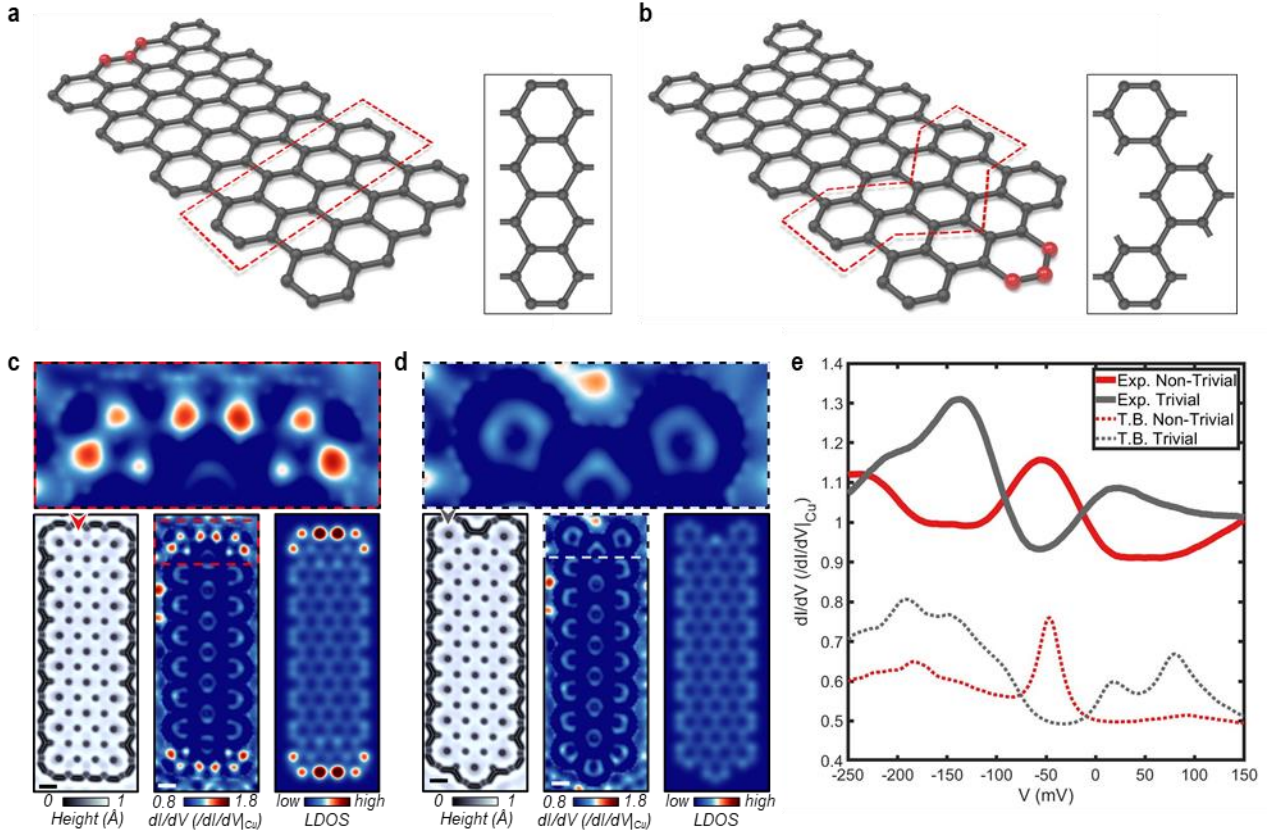 a
b
c
d
e
0 1
Height (Å)
0.8 1.8
dI/dV (/dI/dV|Cu)
low high
LDOS
0 1
Height (Å)
0.8 1.8
dI/dV (/dI/dV|Cu)
low high
LDOS
1.4
1.3
1.2
1.1
1
0.9
0.8
0.7
0.6
0.5
0.4
dI/dV (/dI/dV|Cu)
Exp. Non-Trivial
Exp. Trivial
T.B. Non-Trivial
T.B. Trivial
-250 -200 -150 -100 -50 0 50 100 150
V (mV)